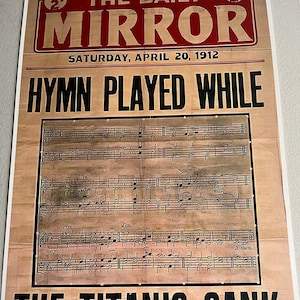 THE DAILY
MIRROR
SATURDAY, APRIL 20, 1912
HYMN PLAYED WHILE
THE TITANIC SANK